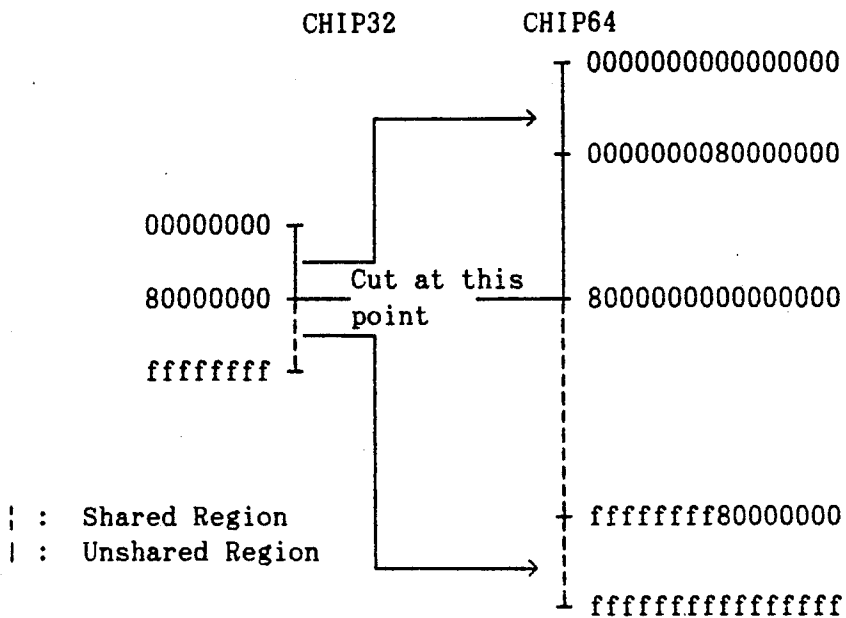 CHIP32 CHIP64
0000000000000000
0000000080000000
00000000
Cut at this
80000000 8000000000000000
point
ffffffff
¦ : Shared Region ffffffff80000000
| : Unshared Region
ffffffffffffffff